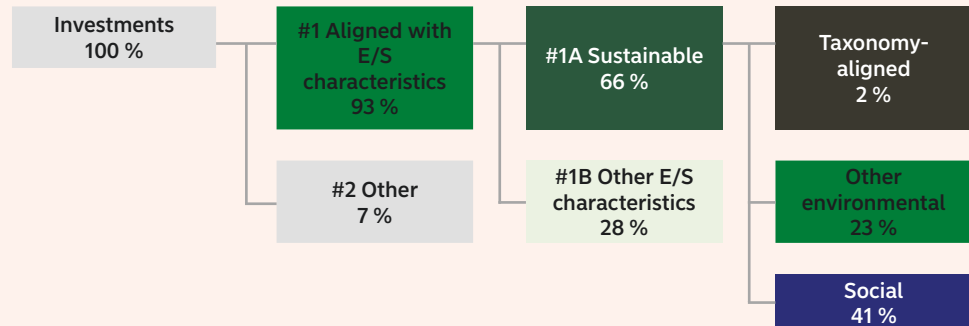 Investments
100 %
#1 Aligned with
E/S
characteristics
93 %
#1A Sustainable
66 %
Taxonomy-
aligned
2 %
#2 Other
7 %
#1B Other E/S
characteristics
28 %
Other
environmental
23 %
Social
41 %